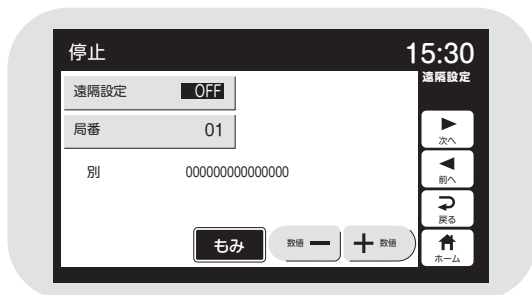 停止
15:30
遠隔設定
遠隔設定 OFF
局番 01
別 000000000000000
次へ
前へ
戻る
ホーム
もみ
数値 − ＋ 数値